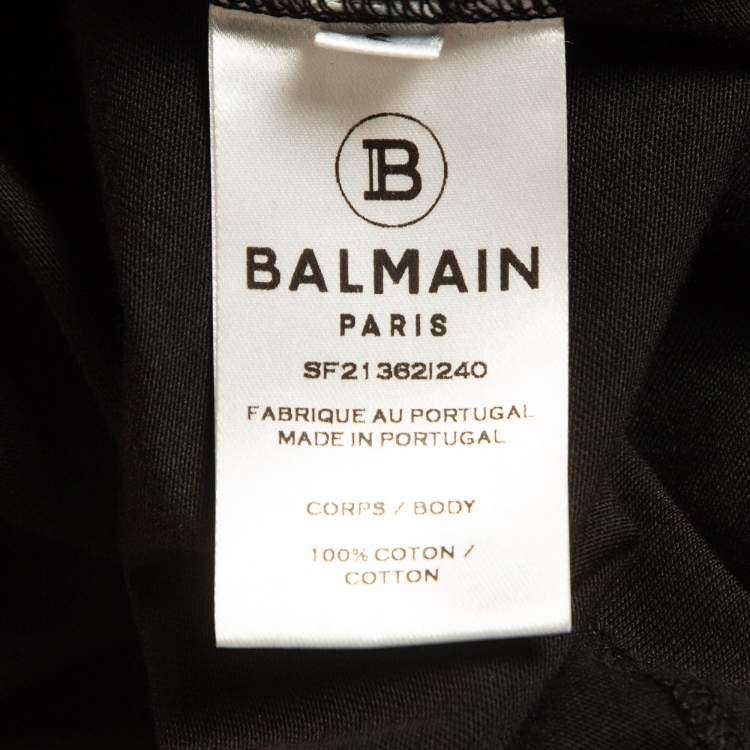 B
BALMAIN
PARIS
SF21362I240
FABRIQUE AU PORTUGAL
MADE IN PORTUGAL
CORPS / BODY
100% COTON /
COTTON